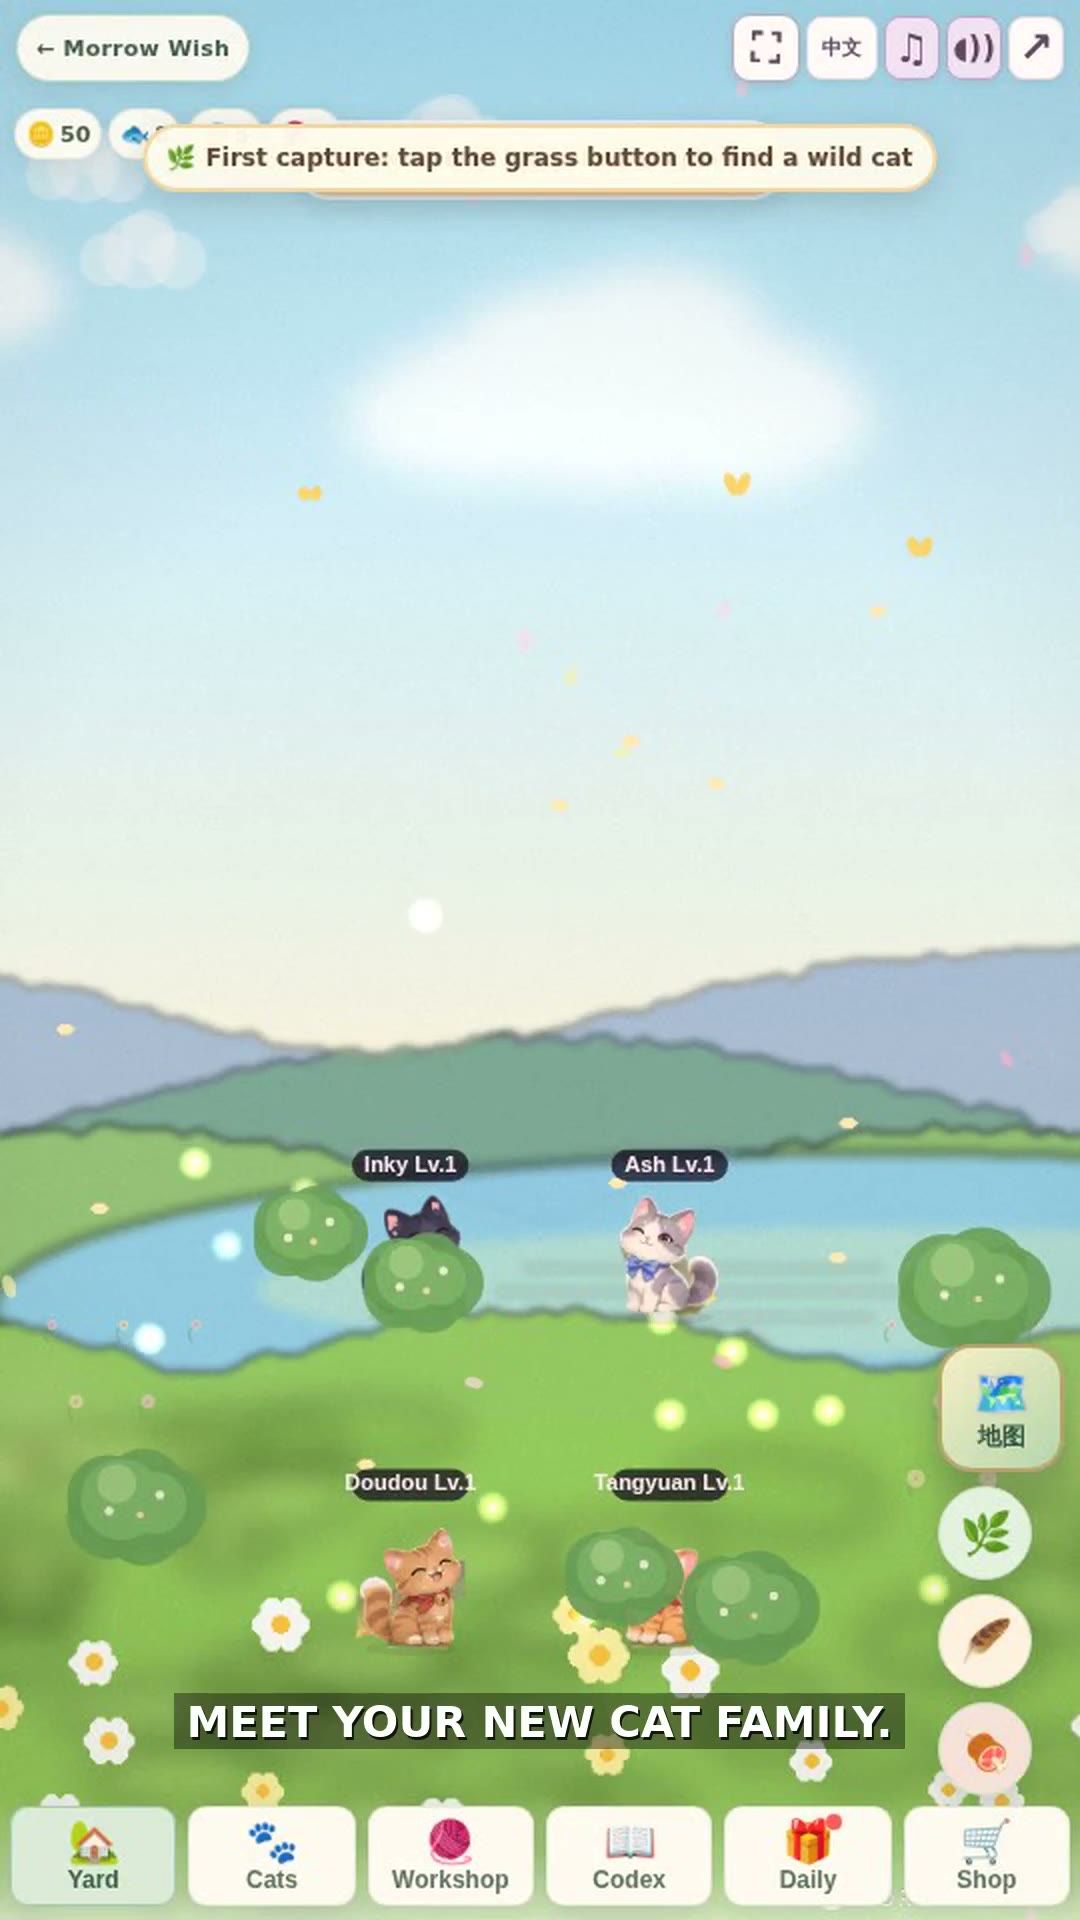 ← Morrow Wish
中文
50
First capture: tap the grass button to find a wild cat
Inky Lv.1
Ash Lv.1
地图
Doudou Lv.1
Tangyuan Lv.1
MEET YOUR NEW CAT FAMILY.
Yard
Cats
Workshop
Codex
Daily
Shop